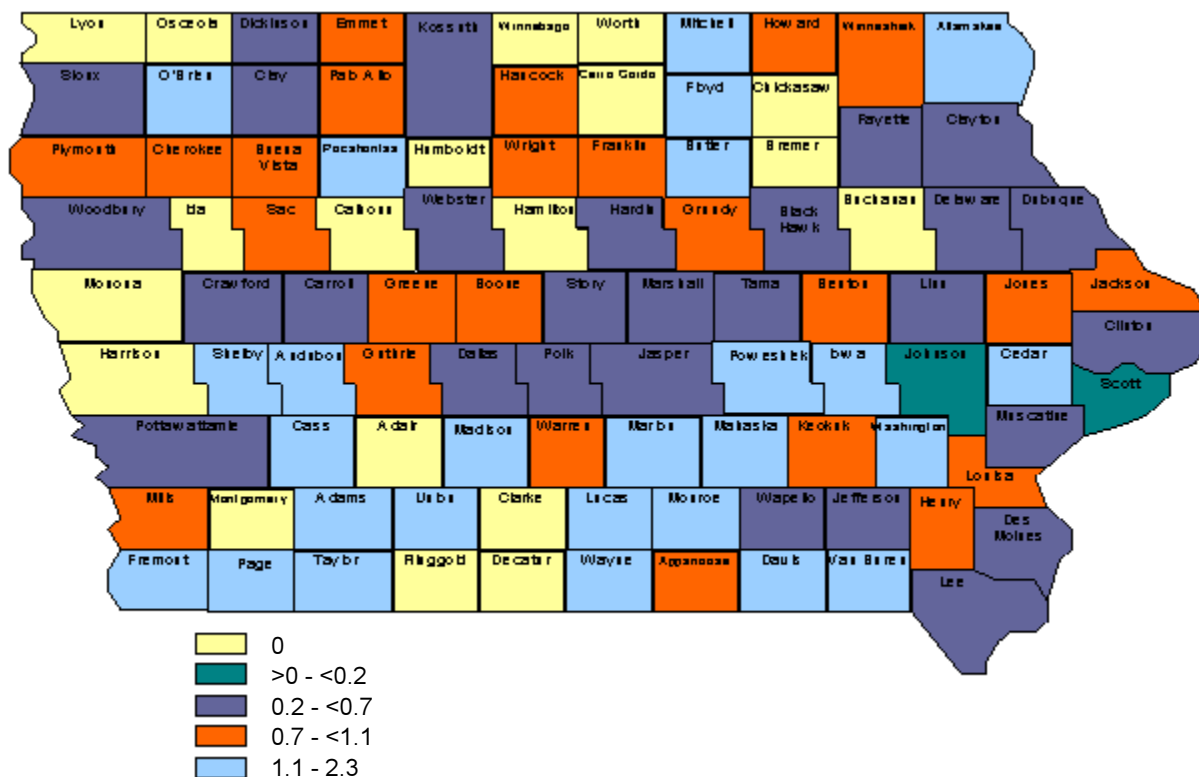 Lyon Osceola Dickinson Emmet Kossuth Winnebago Worth Mitchell Howard Winneshiek Allamakee
Sioux O'Brien Clay Palo Alto Hancock Cerro Gordo Floyd Chickasaw
Fayette Clayton
Plymouth Cherokee Buena Vista Pocahontas Humboldt Wright Franklin Butler Bremer
Woodbury Ida Sac Calhoun Webster Hamilton Hardin Grundy Black Hawk Buchanan Delaware Dubuque
Monona Crawford Carroll Greene Boone Story Marshall Tama Benton Linn Jones Jackson
Clinton
Harrison Shelby Audubon Guthrie Dallas Polk Jasper Poweshiek Iowa Johnson Cedar
Scott
Pottawattamie Cass Adair Madison Warren Marion Mahaska Keokuk Washington Muscatine
Louisa
Mills Montgomery Adams Union Clarke Lucas Monroe Wapello Jefferson Henry
Des Moines
Fremont Page Taylor Ringgold Decatur Wayne Appanoose Davis Van Buren
Lee
0
>0 - <0.2
0.2 - <0.7
0.7 - <1.1
1.1 - 2.3